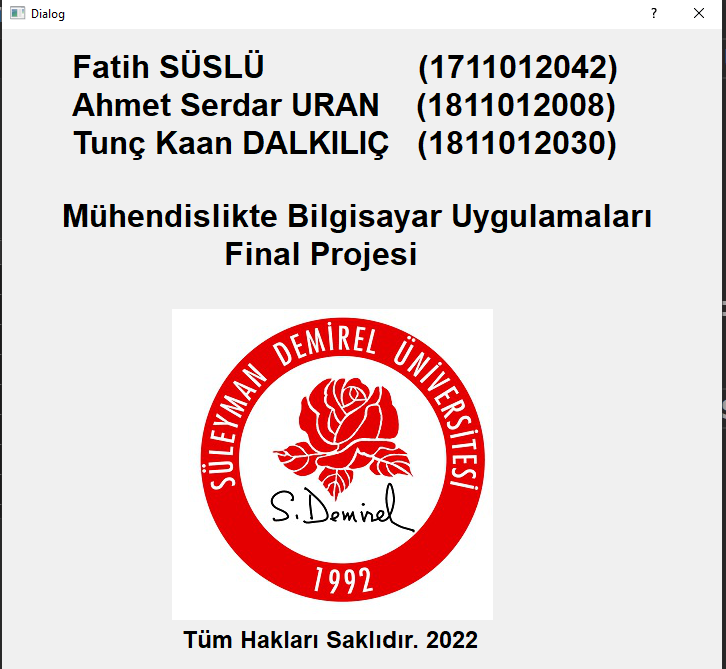 Dialog
Fatih SÜSLÜ (1711012042)
Ahmet Serdar URAN (1811012008)
Tunç Kaan DALKILIÇ (1811012030)
Mühendislikte Bilgisayar Uygulamaları
Final Projesi
SÜLEYMAN DEMİREL ÜNİVERSİTESİ
S. Demirel
1992
Tüm Hakları Saklıdır. 2022